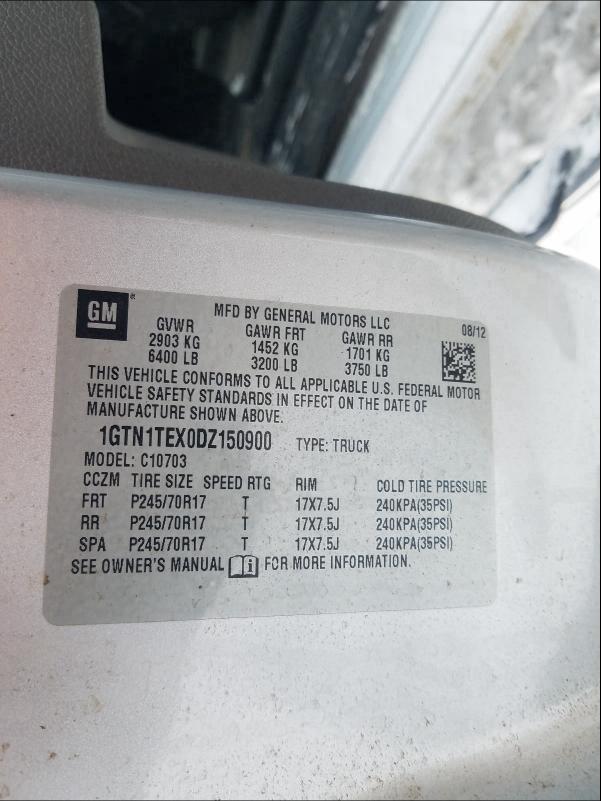 GM®
MFD BY GENERAL MOTORS LLC 08/12
GVWR GAWR FRT GAWR RR
2903 KG 1452 KG 1701 KG
6400 LB 3200 LB 3750 LB
THIS VEHICLE CONFORMS TO ALL APPLICABLE U.S. FEDERAL MOTOR
VEHICLE SAFETY STANDARDS IN EFFECT ON THE DATE OF
MANUFACTURE SHOWN ABOVE.
1GTN1TEX0DZ150900 TYPE: TRUCK
MODEL: C10703
CCZM TIRE SIZE SPEED RTG RIM COLD TIRE PRESSURE
FRT P245/70R17 T 17X7.5J 240KPA(35PSI)
RR P245/70R17 T 17X7.5J 240KPA(35PSI)
SPA P245/70R17 T 17X7.5J 240KPA(35PSI)
SEE OWNER'S MANUAL i FOR MORE INFORMATION.